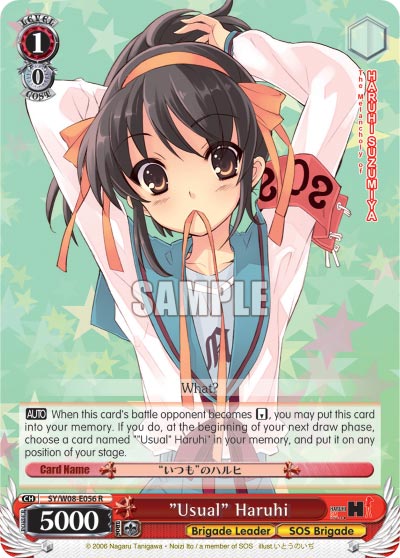 LEVEL
1
0
COST
The Melancholy of
HARUHI SUZUMIYA
SOS
SAMPLE
M
What?
AUTO When this card's battle opponent becomes , you may put this card
into your memory. If you do, at the beginning of your next draw phase,
choose a card named "“Usual” Haruhi" in your memory, and put it on any
position of your stage.
Card Name
“いつも”のハルヒ
CH SY/W08-E056 R
5000
”Usual” Haruhi
Brigade Leader
SOS Brigade
© 2006 Nagaru Tanigawa・Noizi Ito / a member of SOS illust.いとうのいぢ